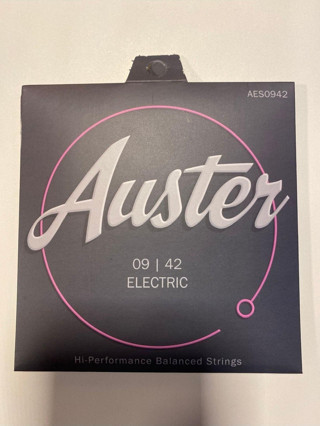 AES0942
Auster
09 | 42
ELECTRIC
Hi-Performance Balanced Strings